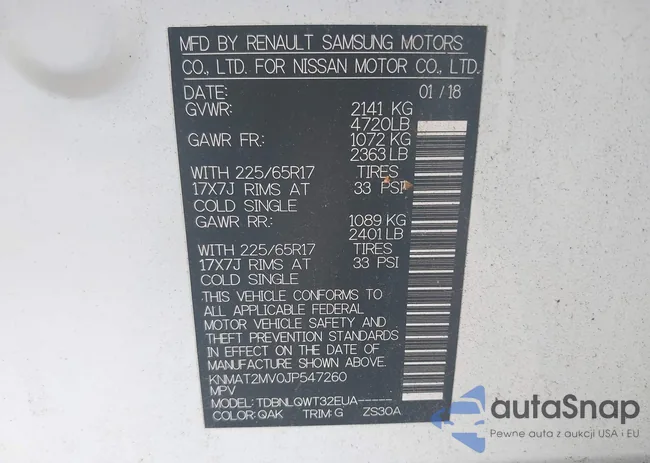 MFD BY RENAULT SAMSUNG MOTORS
CO., LTD. FOR NISSAN MOTOR CO., LTD.
DATE: 01 / 18
GVWR: 2141 KG
4720LB
GAWR FR: 1072 KG
2363 LB
WITH 225/65R17 TIRES
17X7J RIMS AT 33 PSI
COLD SINGLE
GAWR RR: 1089 KG
2401 LB
WITH 225/65R17 TIRES
17X7J RIMS AT 33 PSI
COLD SINGLE
THIS VEHICLE CONFORMS TO
ALL APPLICABLE FEDERAL
MOTOR VEHICLE SAFETY AND
THEFT PREVENTION STANDARDS
IN EFFECT ON THE DATE OF
MANUFACTURE SHOWN ABOVE.
KNMAT2MV0JP547260
MPV
MODEL: TDBNLQWT32EUA-----
COLOR: QAK TRIM: G ZS30A
autoSnap
Pewne auta z aukcji USA i EU